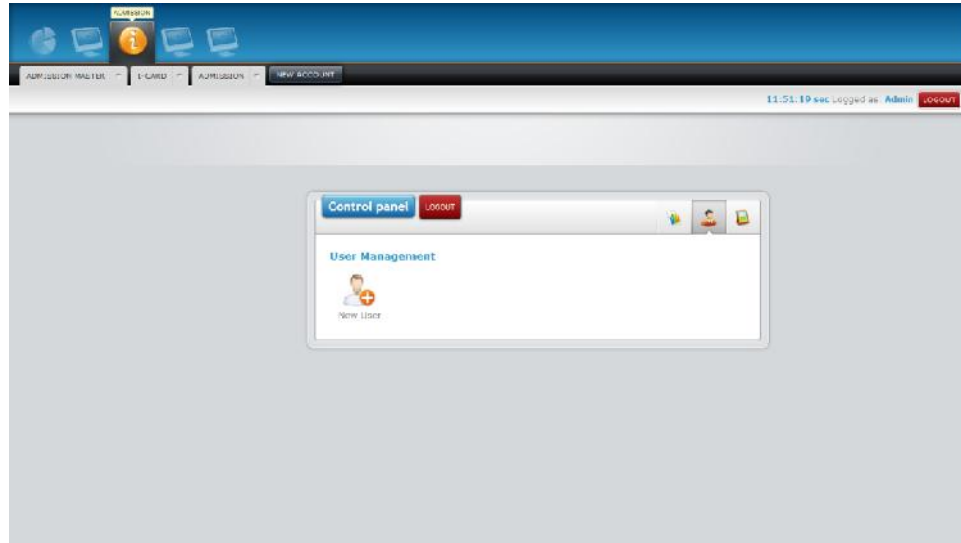 ADMISSION
ADMISSION MASTER
I-CARD
ADMISSION
NEW ACCOUNT
11:51:19 sec Logged as: Admin LOGOUT
Control panel LOGOUT
User Management
New User